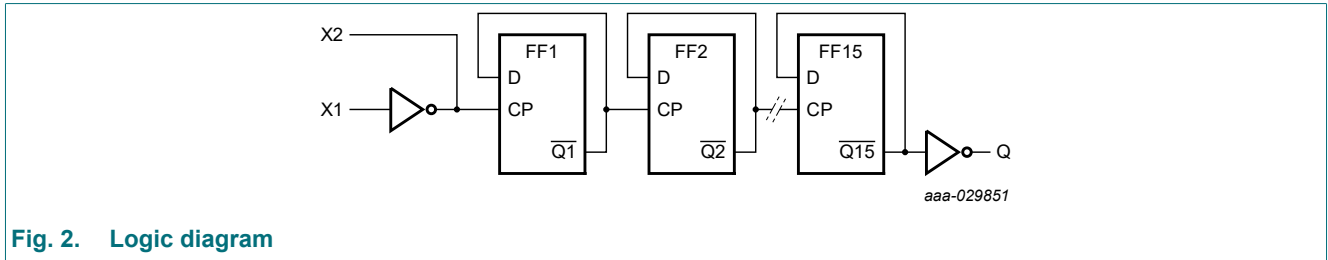 X2
FF1
FF2
FF15
D
D
D
X1
CP
CP
CP
Q1
Q2
Q15
Q
aaa-029851
Fig. 2. Logic diagram